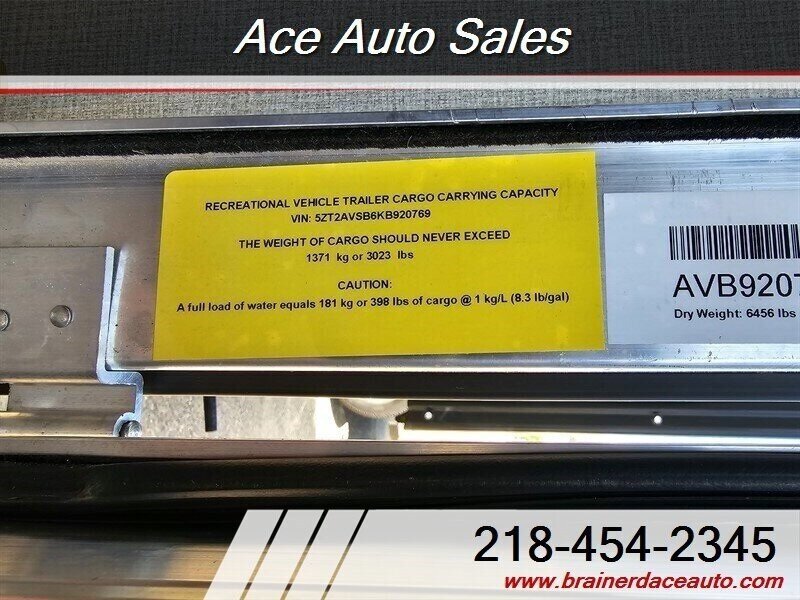 Ace Auto Sales
RECREATIONAL VEHICLE TRAILER CARGO CARRYING CAPACITY
VIN: 5ZT2AVSB6KB920769
THE WEIGHT OF CARGO SHOULD NEVER EXCEED
1371 kg or 3023 lbs
CAUTION:
A full load of water equals 181 kg or 398 lbs of cargo @ 1 kg/L (8.3 lb/gal)
AVB9207
Dry Weight: 6456 lbs
218-454-2345
www.brainerdaceauto.com